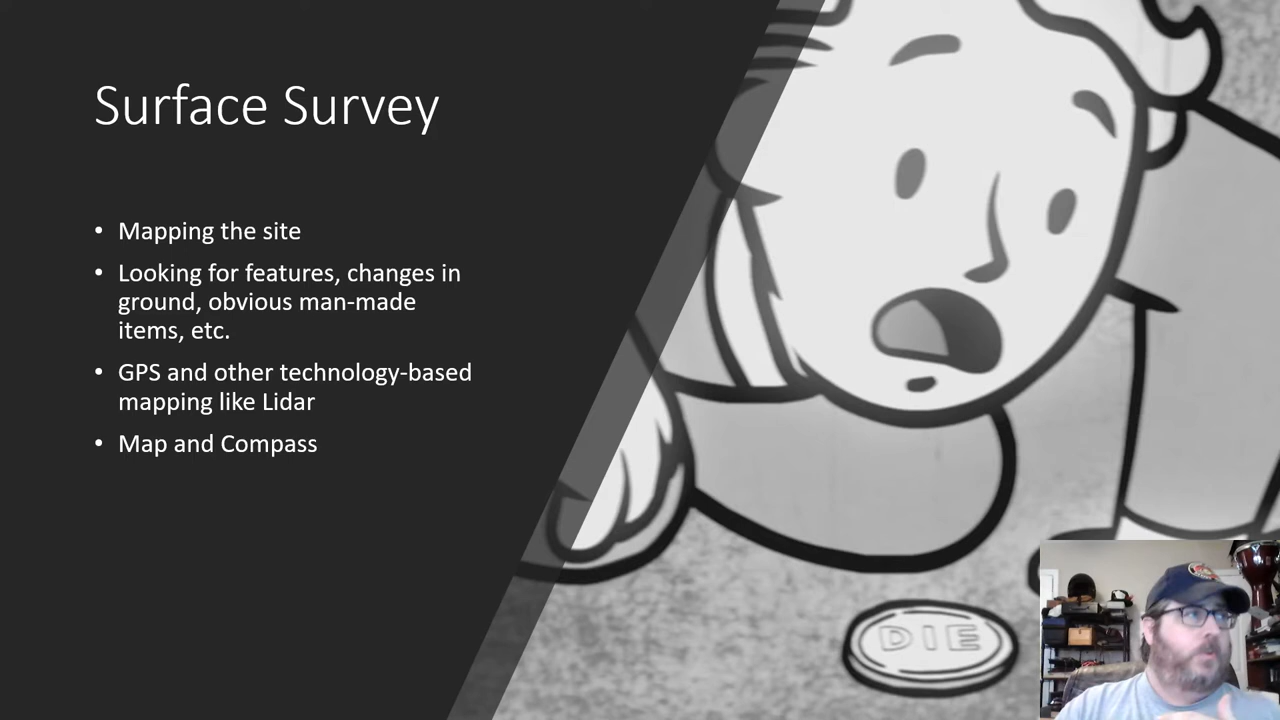 Surface Survey
• Mapping the site
• Looking for features, changes in
ground, obvious man-made
items, etc.
• GPS and other technology-based
mapping like Lidar
• Map and Compass
DIE